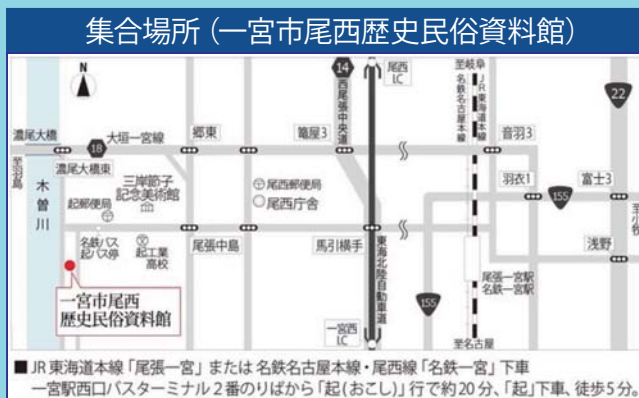 集合場所（一宮市尾西歴史民俗資料館）
N
14
西尾張中央道
尾西
I.C
至岐阜
名鉄名古屋本線
JR東海道本線
22
濃尾大橋
18
大垣一宮線
郷東
篭屋3
音羽3
至羽島
濃尾大橋東
三岸節子
記念美術館
尾西郵便局
尾西庁舎
羽衣1
155
富士3
至小牧
木曽川
起郵便局
名鉄バス
起バス停
起工業
高校
尾張中島
馬引横手
浅野
東海北陸自動車道
尾張一宮駅
名鉄一宮駅
一宮市尾西
歴史民俗資料館
155
一宮西
I.C
至名古屋
■ JR東海道本線「尾張一宮」または 名鉄名古屋本線・尾西線「名鉄一宮」下車
一宮駅西口バスターミナル2番のりばから「起(おこし)」行で約20分、「起」下車、徒歩5分。